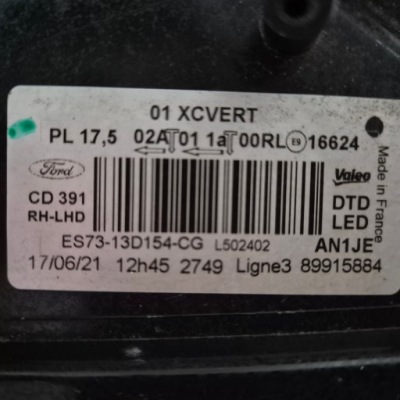 01 XCVERT
PL 17,5 02A 01 1a 00RL E9 16624
Ford
Valeo
CD 391
RH-LHD
DTD
LED
ES73-13D154-CG L502402 AN1JE
17/06/21 12h45 2749 Ligne3 89915884
Made in France